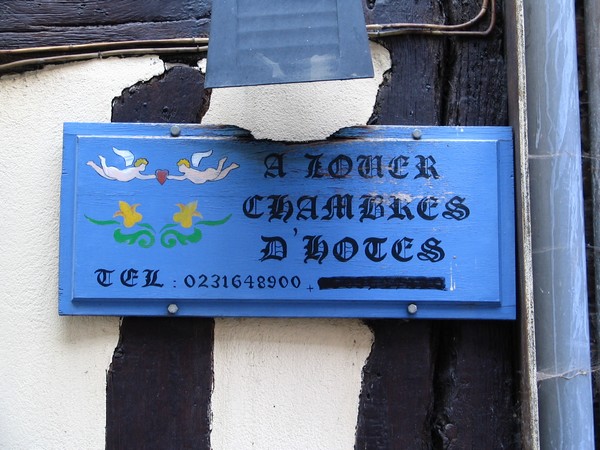 A LOUER
CHAMBRES
D'HOTES
TEL : 0231648900 +